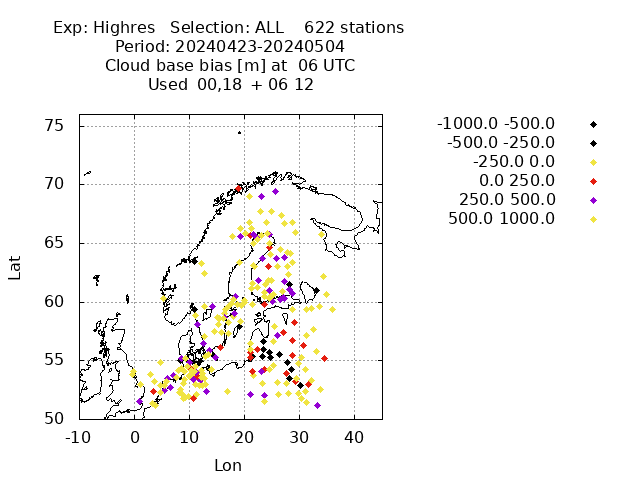 Exp: Highres Selection: ALL 622 stations
Period: 20240423-20240504
Cloud base bias [m] at 06 UTC
Used 00,18 + 06 12
-1000.0 -500.0
-500.0 -250.0
-250.0 0.0
0.0 250.0
250.0 500.0
500.0 1000.0
75
70
65
60
55
50
Lat
-10 0 10 20 30 40
Lon